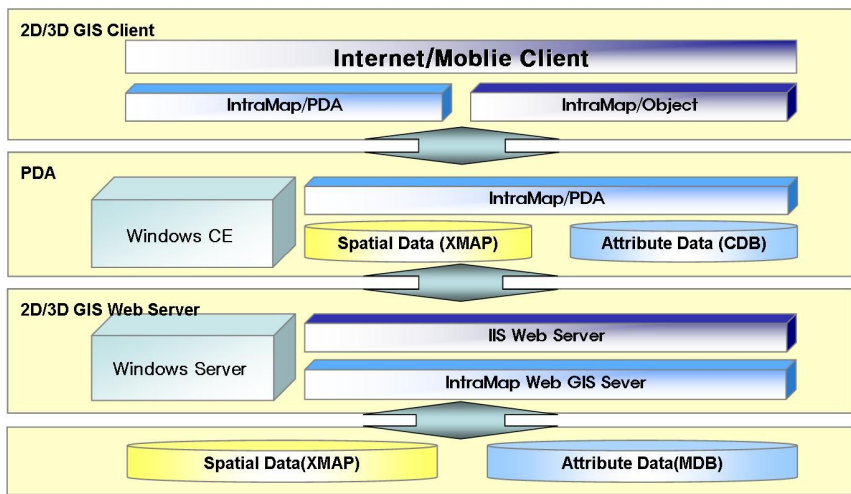 2D/3D GIS Client
Internet/Moblie Client
IntraMap/PDA
IntraMap/Object
PDA
Windows CE
IntraMap/PDA
Spatial Data (XMAP)
Attribute Data (CDB)
2D/3D GIS Web Server
Windows Server
IIS Web Server
IntraMap Web GIS Sever
Spatial Data(XMAP)
Attribute Data(MDB)